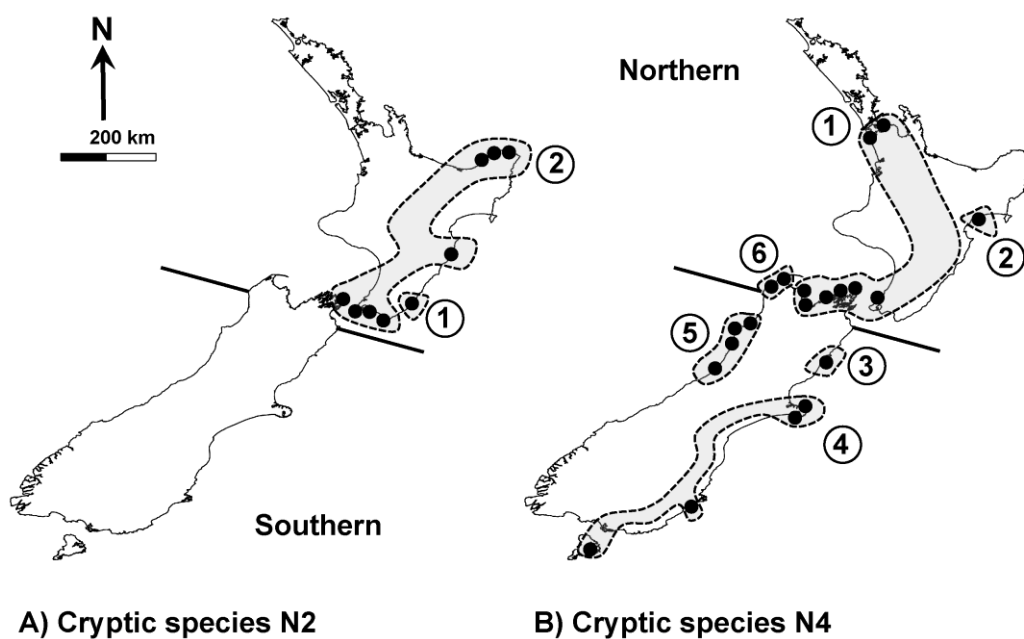 N
200 km
Northern
1
2
2
6
1
5
3
4
Southern
A) Cryptic species N2
B) Cryptic species N4